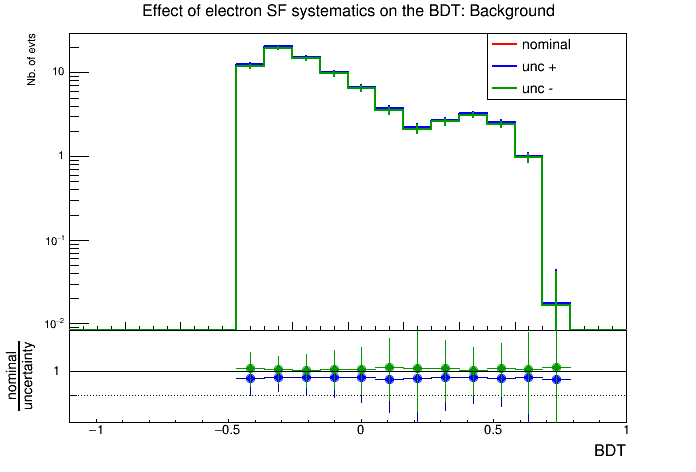 Effect of electron SF systematics on the BDT: Background
Nb. of evts
nominal
unc +
unc -
10
1
10⁻¹
10⁻²
nominal
uncertainty
1
−1 −0.5 0 0.5 1
BDT